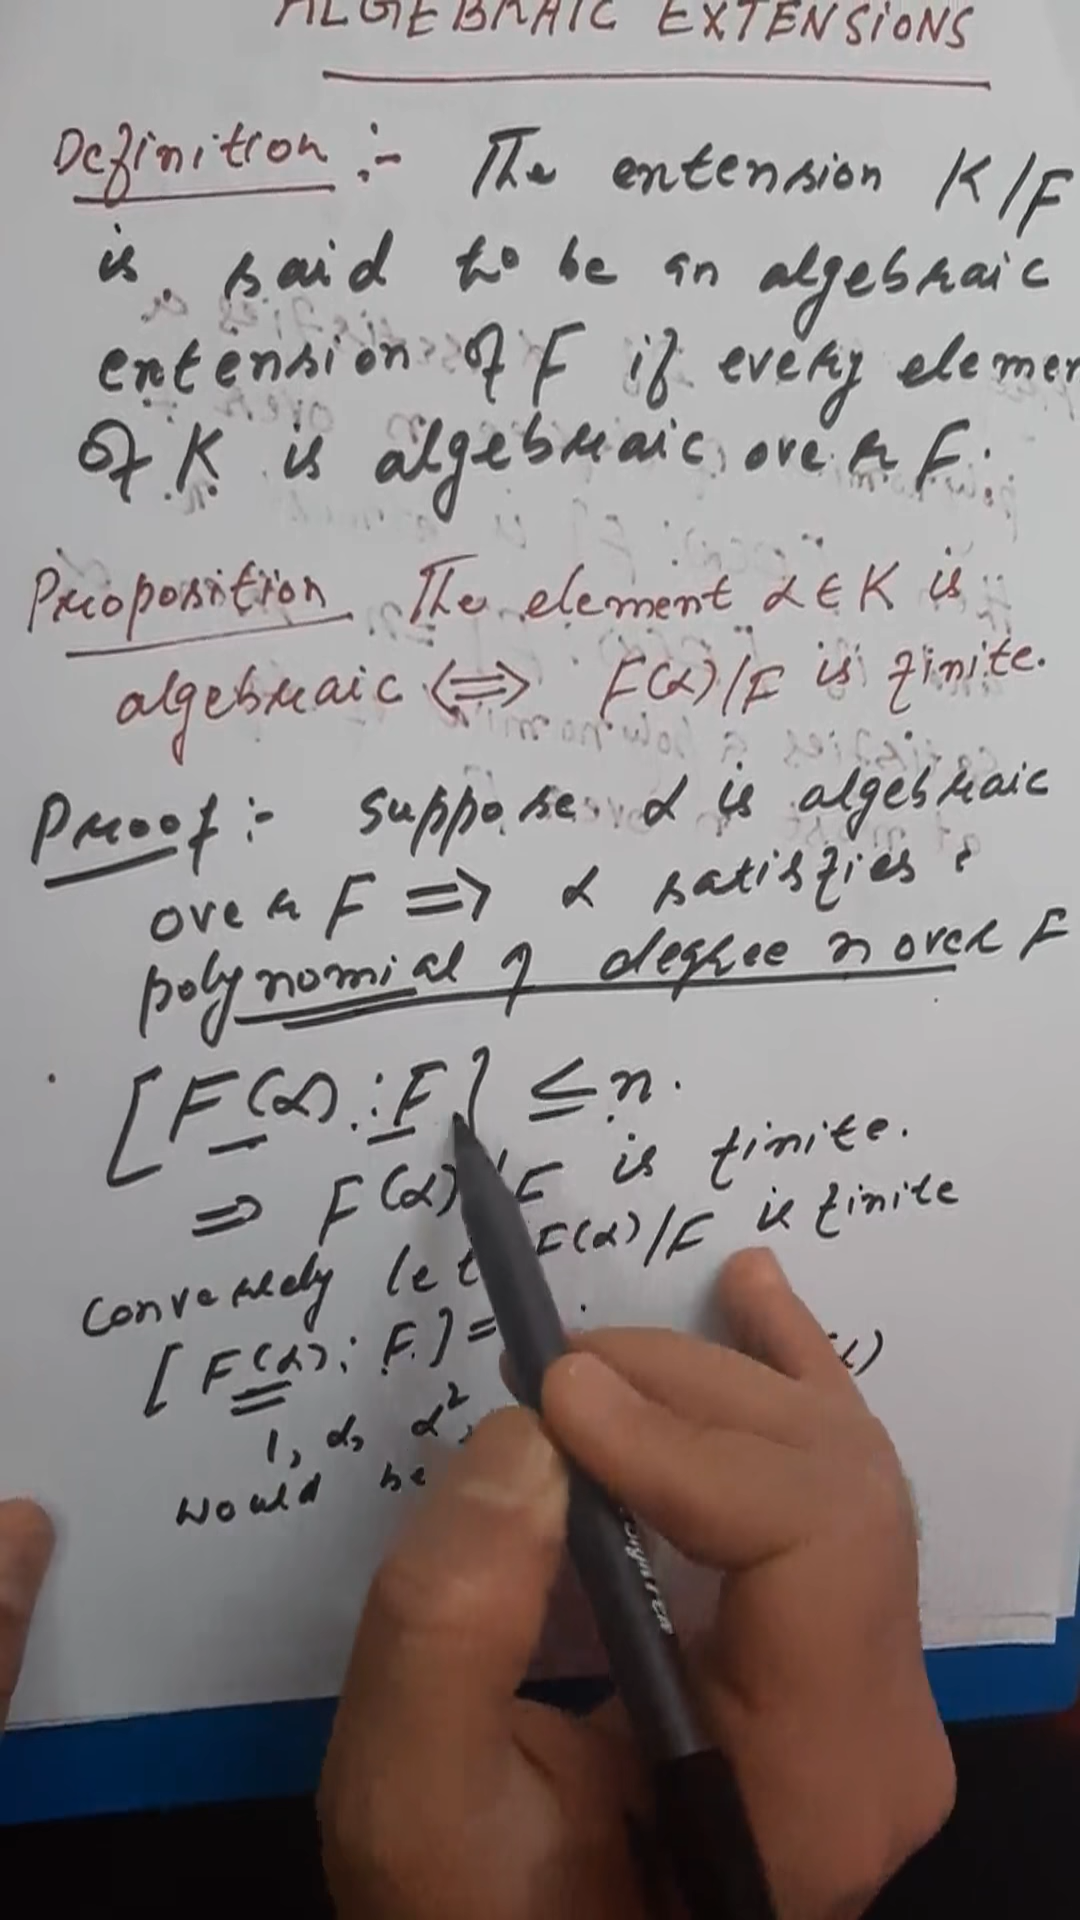 ALGEBRAIC EXTENSIONS
Definition :- The extension K/F
is said to be an algebraic
extension of F if every elemen
of K is algebraic over F.
Proposition The element α ∈ K is
algebraic ⇔ F(α)/F is finite.
Proof :- suppose α is algebraic
over F ⇒ α satisfies
polynomial of degree n over F
[F(α) : F] ≤ n.
⇒ F(α)/F is finite.
Conversely let F(α)/F is finite
[F(α) : F] =
1, α, α²,
would be